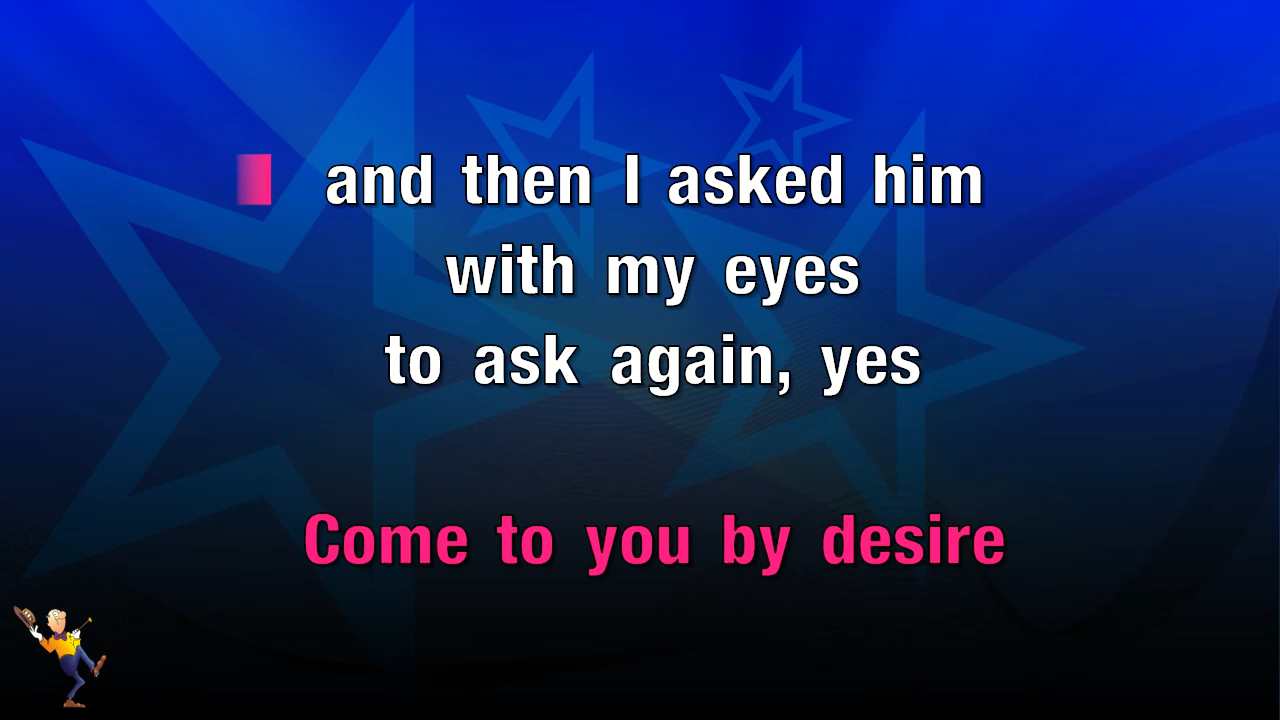 and then I asked him
with my eyes
to ask again, yes
Come to you by desire